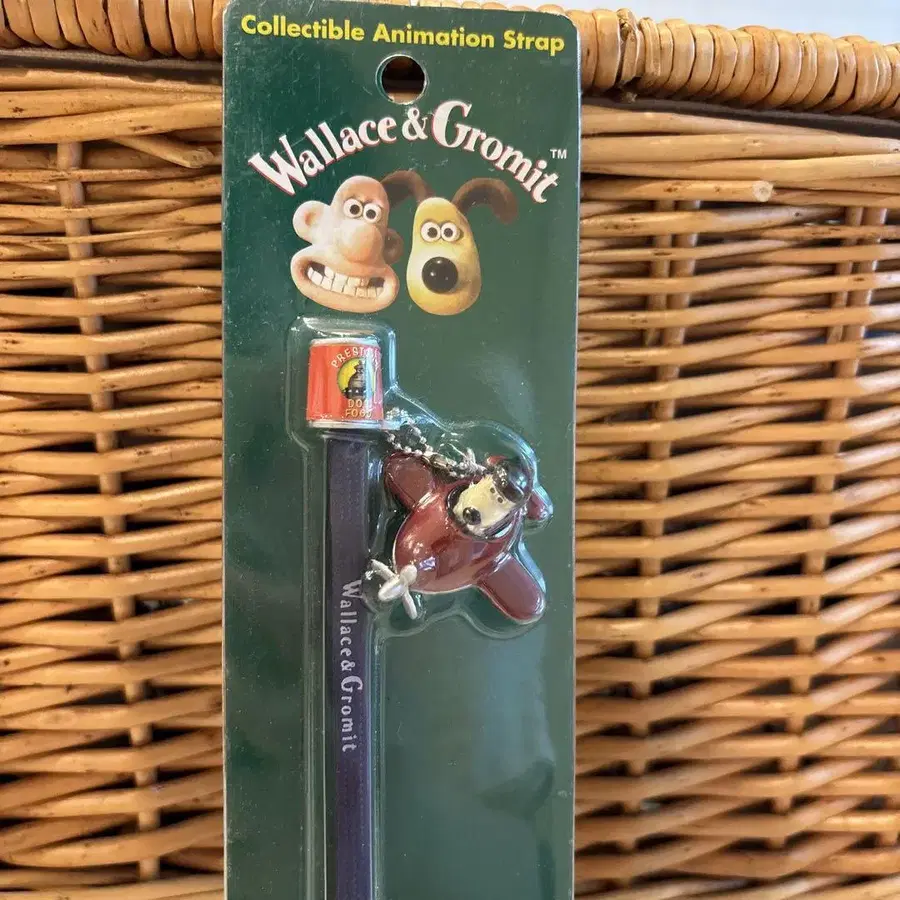 Collectible Animation Strap
Wallace & Gromit™
DOG
FOOD
Wallace & Gromit